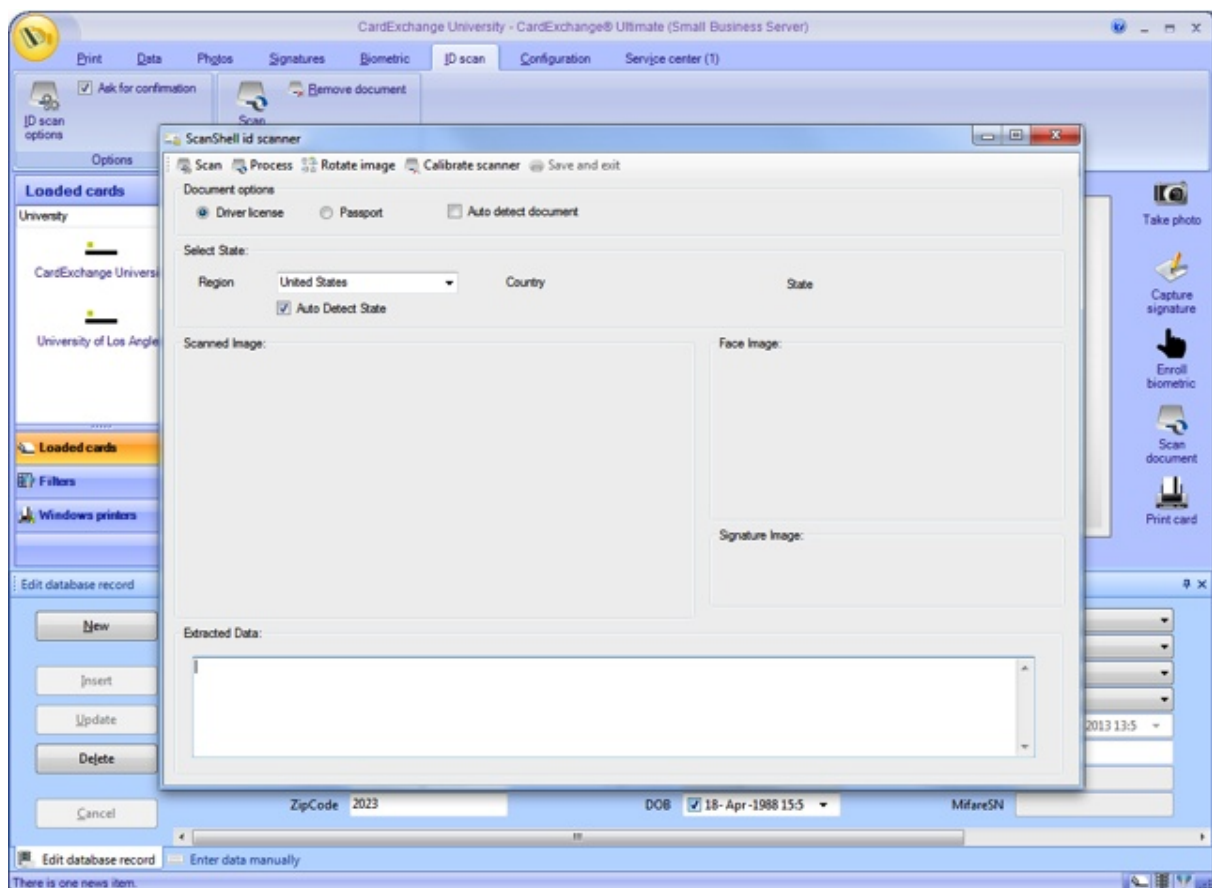 CardExchange University - CardExchange® Ultimate (Small Business Server)
Print Data Photos Signatures Biometric ID scan Configuration Service center (1)
Ask for confirmation
Remove document
ID scan options
Scan
Options
ScanShell id scanner
Scan Process Rotate image Calibrate scanner Save and exit
Document options
Driver license Passport Auto detect document
Select State:
Region United States Country State
Auto Detect State
Scanned Image:
Face Image:
Signature Image:
Extracted Data:
Loaded cards
University
CardExchange Universi
University of Los Angele
Loaded cards
Filters
Windows printers
Take photo
Capture signature
Enroll biometric
Scan document
Print card
Edit database record
New
Insert
Update
Delete
Cancel
2013 13:5
ZipCode 2023 DOB 18- Apr -1988 15:5 MifareSN
Edit database record Enter data manually
There is one news item.